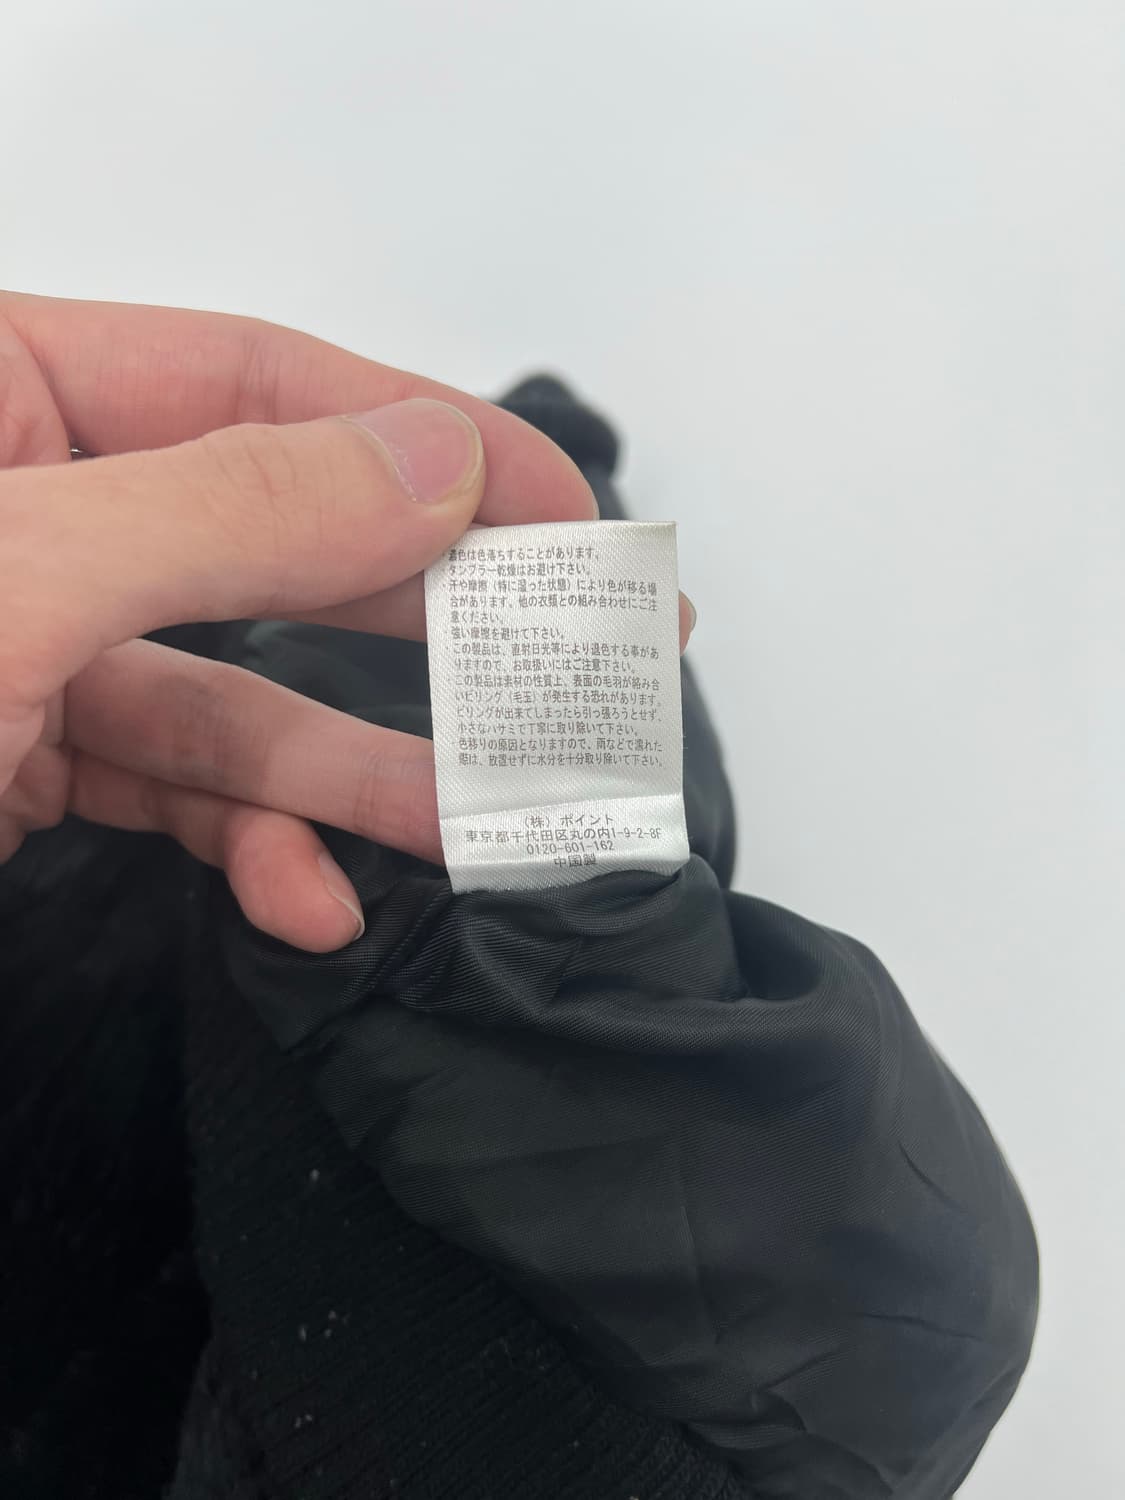 ・濃色は色落ちすることがあります。
・タンブラー乾燥はお避け下さい。
・汗や摩擦（特に湿った状態）により色が移る場
合があります。他の衣類との組み合わせにご注
意ください。
・強い摩擦を避けて下さい。
・この製品は、直射日光等により退色する事があ
りますので、お取扱いにはご注意下さい。
・この製品は素材の性質上、表面の毛羽が絡み合
いピリング（毛玉）が発生する恐れがあります。
ピリングが出来てしまったら引っ張ろうとせず、
小さなハサミで丁寧に取り除いて下さい。
色移りの原因となりますので、雨などで濡れた
際は、放置せずに水分を十分取り除いて下さい。
（株）ポイント
東京都千代田区丸の内1-9-2-8F
0120-601-162
中国製